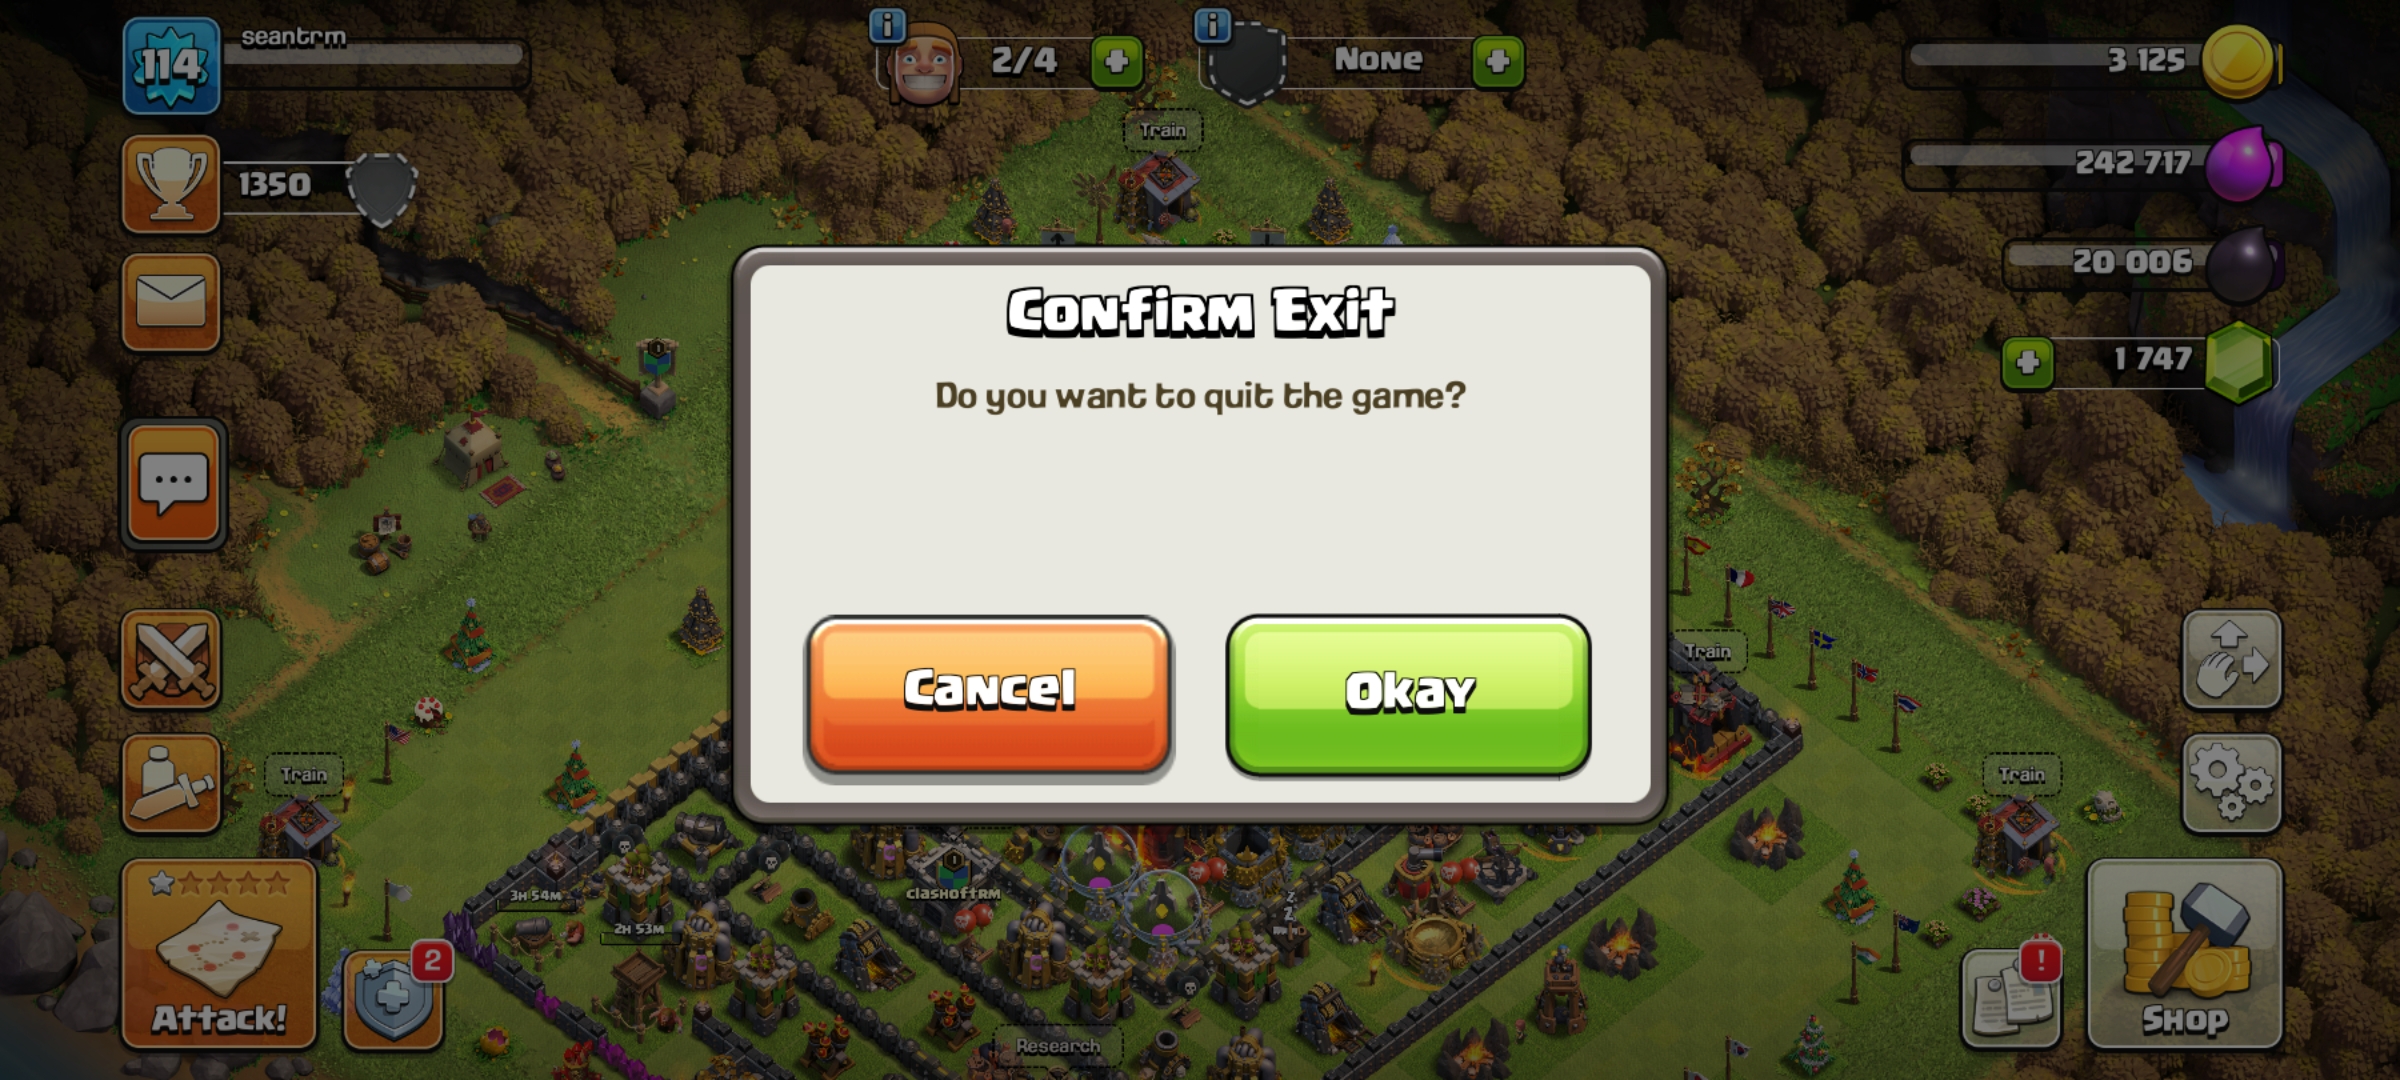 114
seantrm
2/4
None
3 125
Train
242 717
1350
20 006
1 747
Confirm Exit
Do you want to quit the game?
Cancel
Okay
Train
Train
Train
3H 54M
clashoftrm
2H 53M
2
!
Attack!
Shop
Research